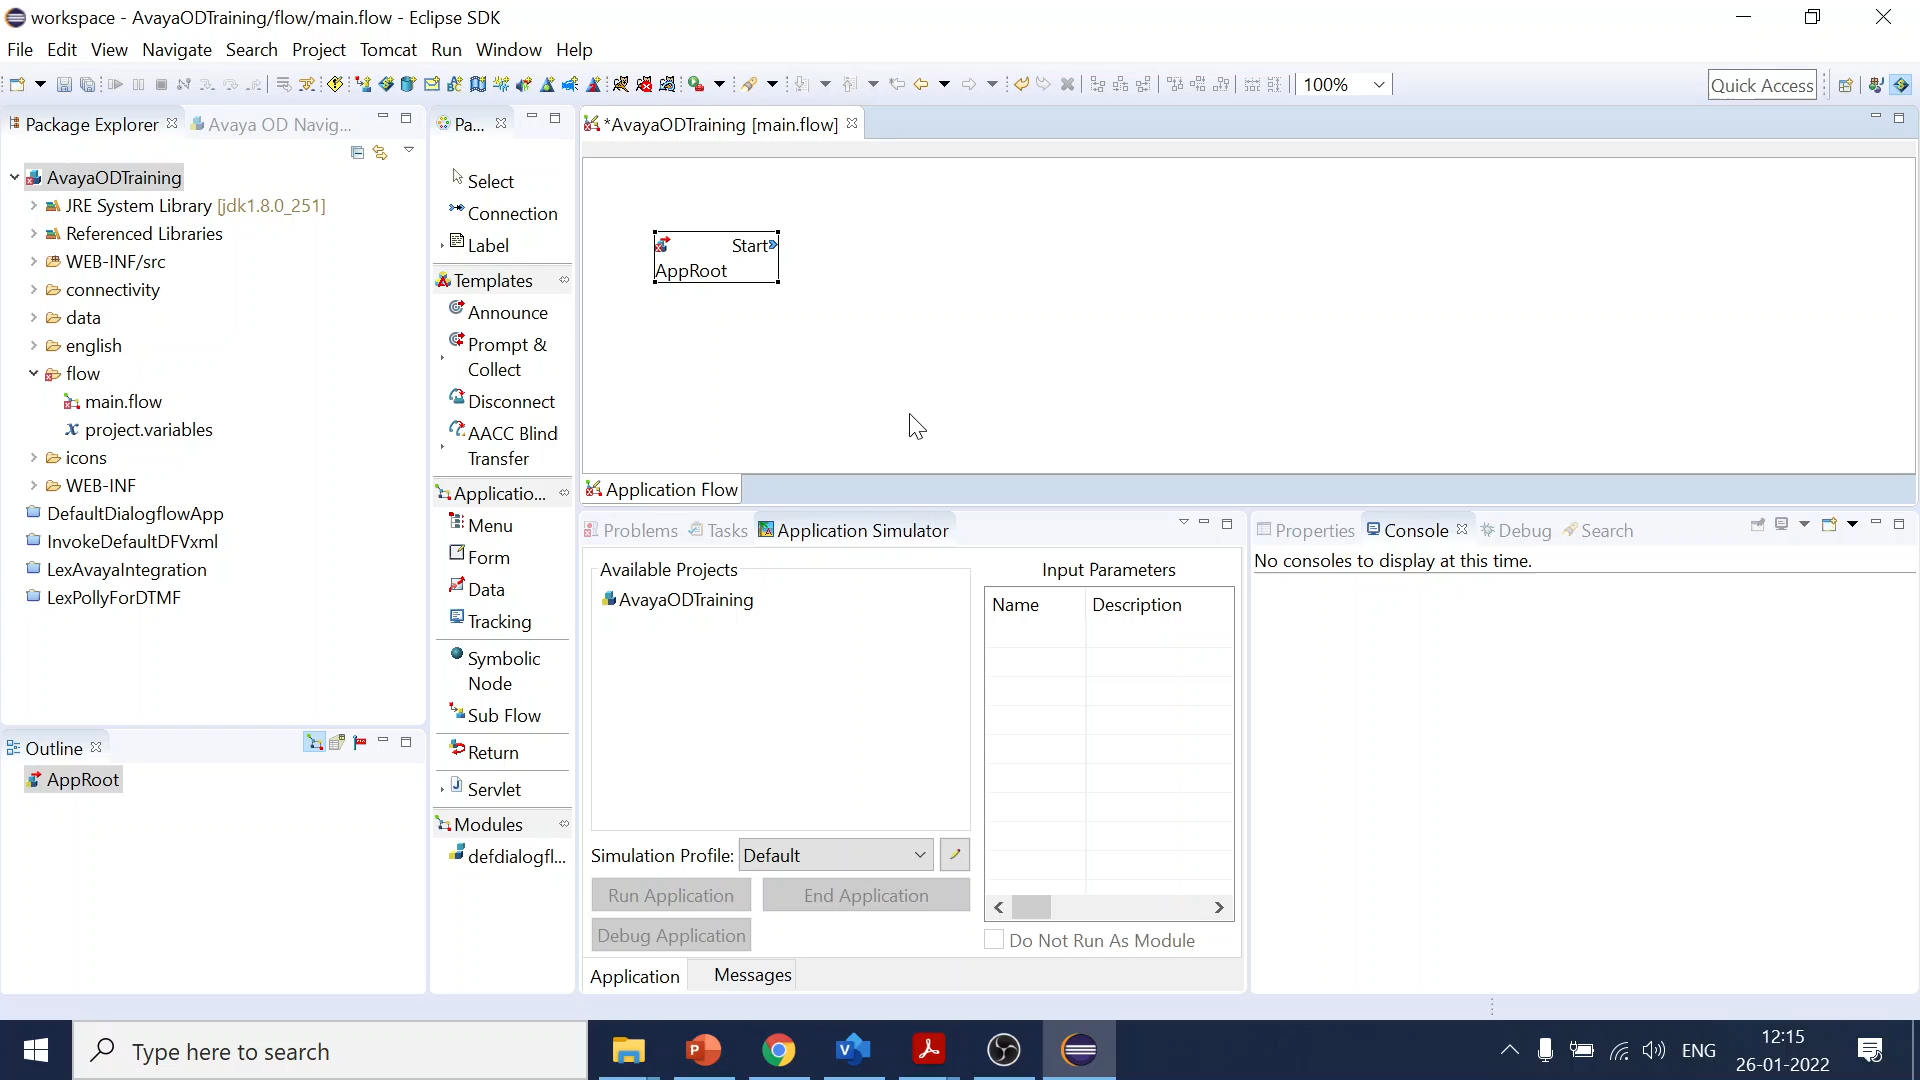 workspace - AvayaODTraining/flow/main.flow - Eclipse SDK
File Edit View Navigate Search Project Tomcat Run Window Help
100%
Quick Access
Package Explorer
Avaya OD Navig...
AvayaODTraining
JRE System Library [jdk1.8.0_251]
Referenced Libraries
WEB-INF/src
connectivity
data
english
flow
main.flow
project.variables
icons
WEB-INF
DefaultDialogflowApp
InvokeDefaultDFVxml
LexAvayaIntegration
LexPollyForDTMF
Outline
AppRoot
Pa...
Select
Connection
Label
Templates
Announce
Prompt &
Collect
Disconnect
AACC Blind
Transfer
Applicatio...
Menu
Form
Data
Tracking
Symbolic
Node
Sub Flow
Return
Servlet
Modules
defdialogfl...
*AvayaODTraining [main.flow]
Start
AppRoot
Application Flow
Problems Tasks Application Simulator
Available Projects
AvayaODTraining
Simulation Profile: Default
Run Application End Application
Debug Application
Input Parameters
Name Description
Do Not Run As Module
Application Messages
Properties Console Debug Search
No consoles to display at this time.
Type here to search
ENG
12:15
26-01-2022